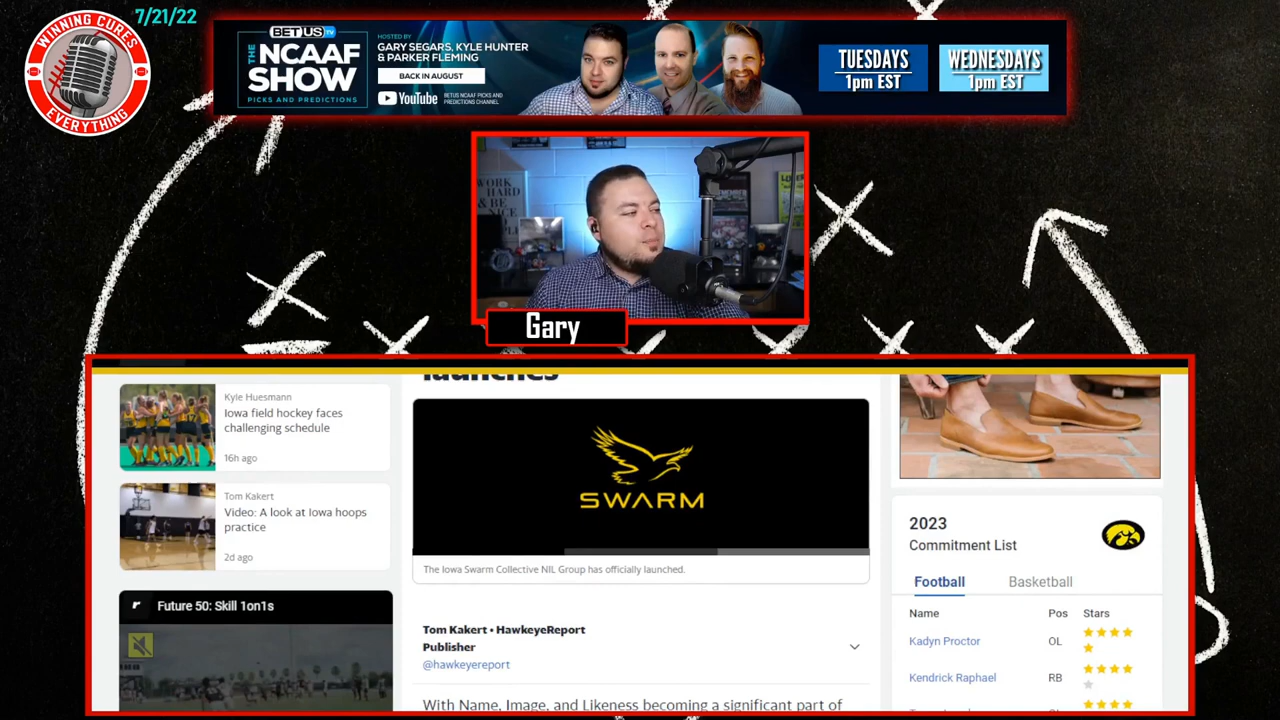 7/21/22
WINNING CURES
EVERYTHING
BETUS TV
THE
NCAAF
SHOW
PICKS AND PREDICTIONS
HOSTED BY
GARY SEGARS, KYLE HUNTER
& PARKER FLEMING
BACK IN AUGUST
YouTube
BETUS NCAAF PICKS AND
PREDICTIONS CHANNEL
TUESDAYS
1pm EST
WEDNESDAYS
1pm EST
WORK
HARD
& BE
NICE
Gary
launches
Kyle Huesmann
Iowa field hockey faces
challenging schedule
16h ago
Tom Kakert
Video: A look at Iowa hoops
practice
2d ago
Future 50: Skill 1on1s
SWARM
The Iowa Swarm Collective NIL Group has officially launched.
Tom Kakert • HawkeyeReport
Publisher
@hawkeyereport
With Name, Image, and Likeness becoming a significant part of
2023
Commitment List
Football Basketball
Name Pos Stars
Kadyn Proctor OL
Kendrick Raphael RB